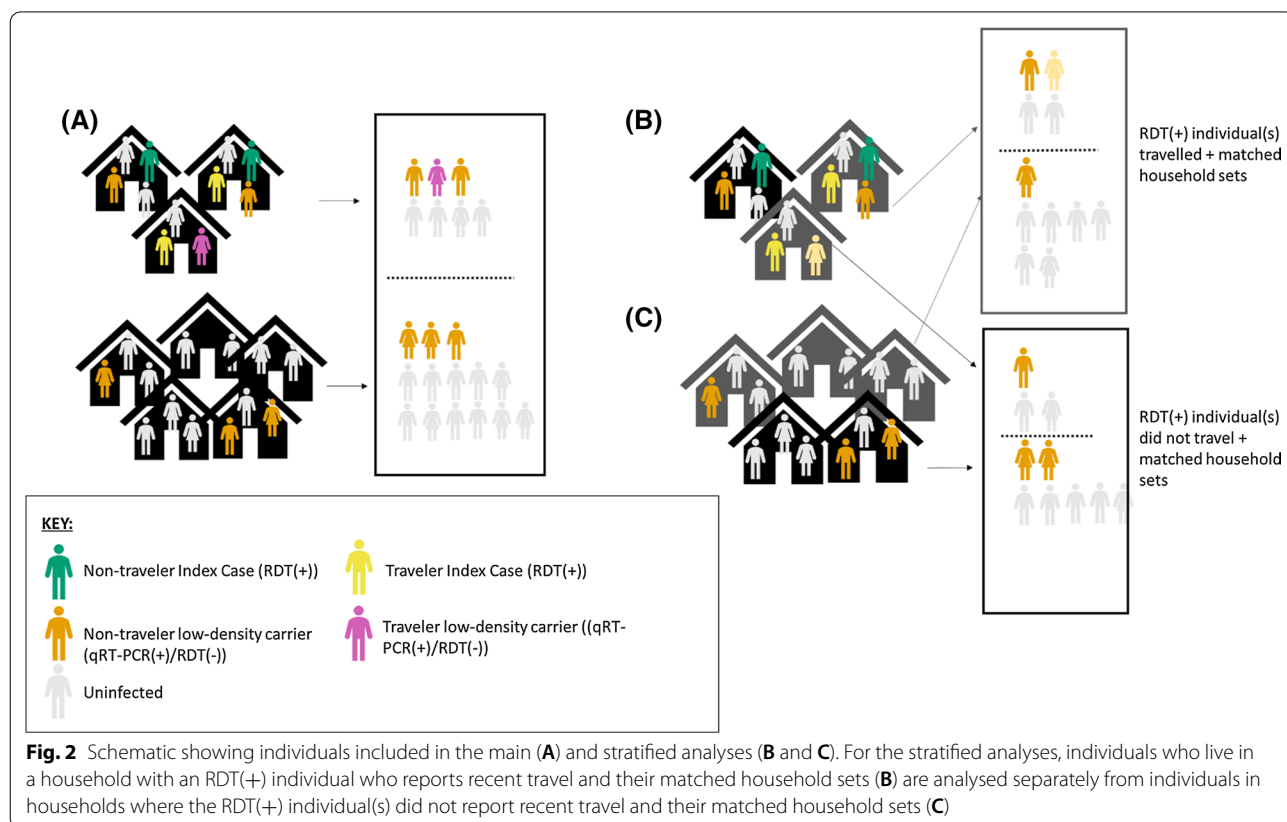 (A)
(B)
(C)
RDT(+) individual(s)
travelled + matched
household sets
RDT(+) individual(s)
did not travel +
matched household
sets
KEY:
Non-traveler Index Case (RDT(+))
Traveler Index Case (RDT(+))
Non-traveler low-density carrier
(qRT-PCR(+)/RDT(-))
Traveler low-density carrier ((qRT-
PCR(+)/RDT(-))
Uninfected
Fig. 2 Schematic showing individuals included in the main (A) and stratified analyses (B and C). For the stratified analyses, individuals who live in
a household with an RDT(+) individual who reports recent travel and their matched household sets (B) are analysed separately from individuals in
households where the RDT(+) individual(s) did not report recent travel and their matched household sets (C)